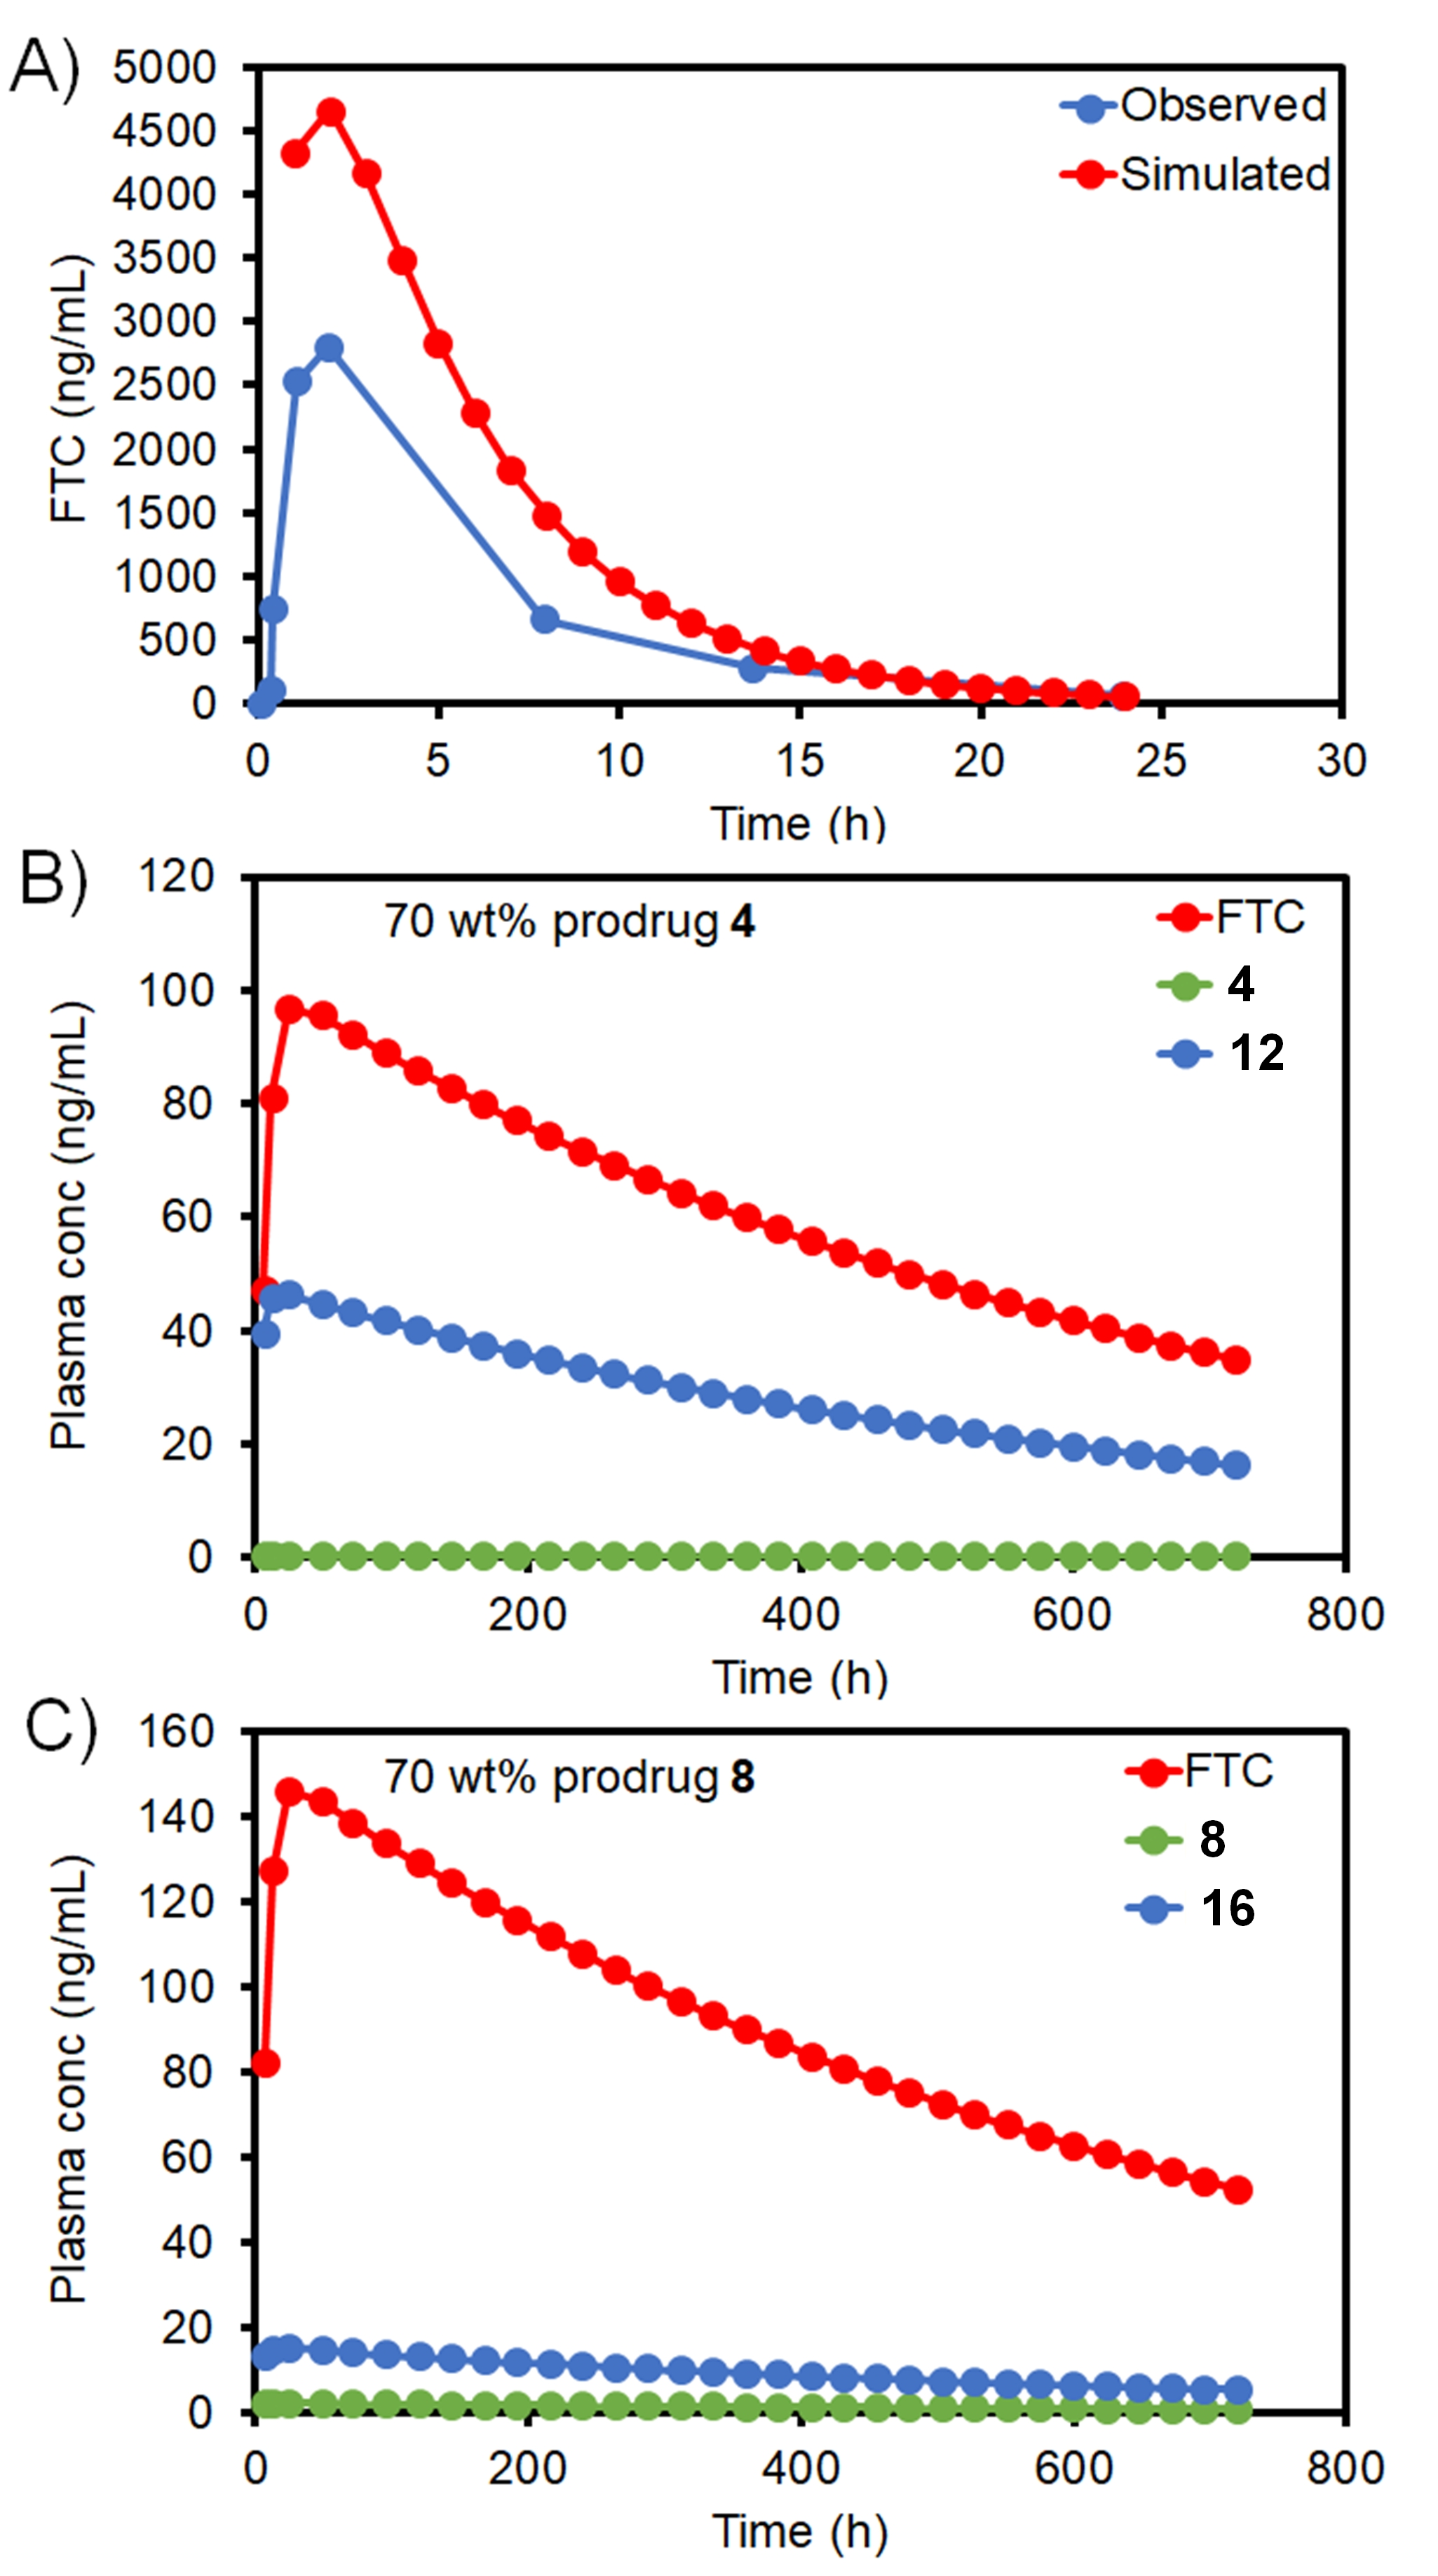 A)
FTC (ng/mL)
5000
4500
4000
3500
3000
2500
2000
1500
1000
500
0
Observed
Simulated
0 5 10 15 20 25 30
Time (h)
B)
Plasma conc (ng/mL)
120
100
80
60
40
20
0
70 wt% prodrug 4
FTC
4
12
0 200 400 600 800
Time (h)
C)
Plasma conc (ng/mL)
160
140
120
100
80
60
40
20
0
70 wt% prodrug 8
FTC
8
16
0 200 400 600 800
Time (h)